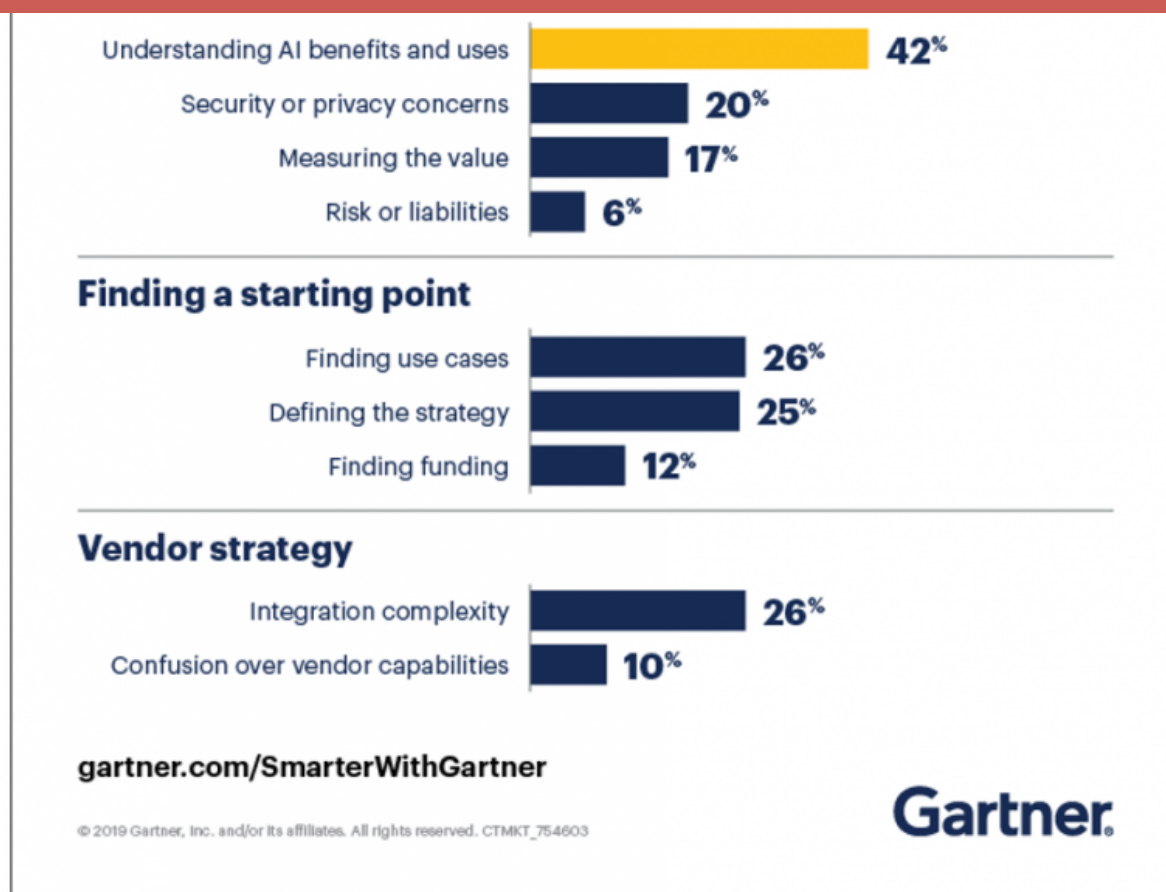 Understanding AI benefits and uses 42%
Security or privacy concerns 20%
Measuring the value 17%
Risk or liabilities 6%
Finding a starting point
Finding use cases 26%
Defining the strategy 25%
Finding funding 12%
Vendor strategy
Integration complexity 26%
Confusion over vendor capabilities 10%
gartner.com/SmarterWithGartner
© 2019 Gartner, Inc. and/or its affiliates. All rights reserved. CTMKT_754603
Gartner®